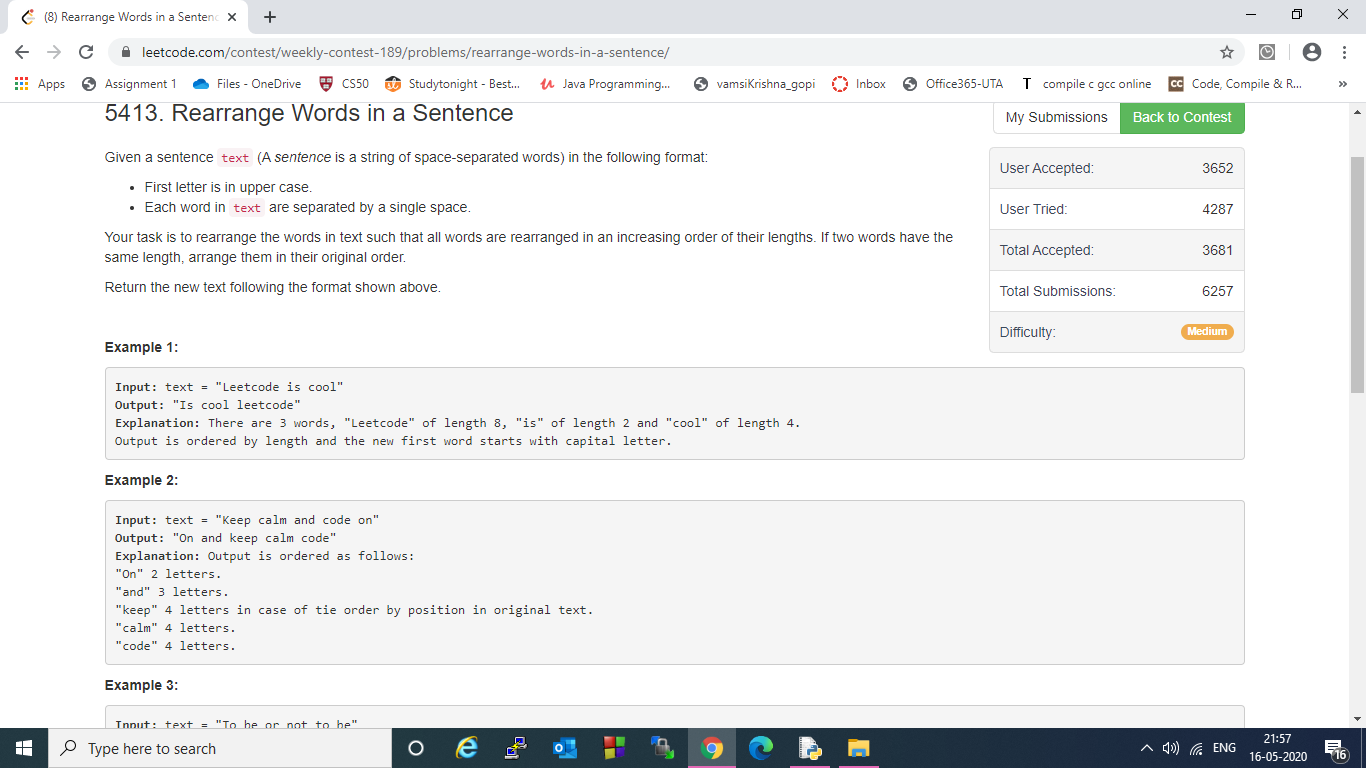 (8) Rearrange Words in a Sentenc
leetcode.com/contest/weekly-contest-189/problems/rearrange-words-in-a-sentence/
Apps Assignment 1 Files - OneDrive CS50 Studytonight - Best... Java Programming... vamsiKrishna_gopi Inbox Office365-UTA T compile c gcc online CC Code, Compile & R... »
5413. Rearrange Words in a Sentence
My Submissions Back to Contest
Given a sentence text (A sentence is a string of space-separated words) in the following format:
• First letter is in upper case.
• Each word in text are separated by a single space.
Your task is to rearrange the words in text such that all words are rearranged in an increasing order of their lengths. If two words have the
same length, arrange them in their original order.
Return the new text following the format shown above.
User Accepted: 3652
User Tried: 4287
Total Accepted: 3681
Total Submissions: 6257
Difficulty: Medium
Example 1:
Input: text = "Leetcode is cool"
Output: "Is cool leetcode"
Explanation: There are 3 words, "Leetcode" of length 8, "is" of length 2 and "cool" of length 4.
Output is ordered by length and the new first word starts with capital letter.
Example 2:
Input: text = "Keep calm and code on"
Output: "On and keep calm code"
Explanation: Output is ordered as follows:
"On" 2 letters.
"and" 3 letters.
"keep" 4 letters in case of tie order by position in original text.
"calm" 4 letters.
"code" 4 letters.
Example 3:
Input: text = "To be or not to be"
Type here to search
ENG
21:57
16-05-2020
16